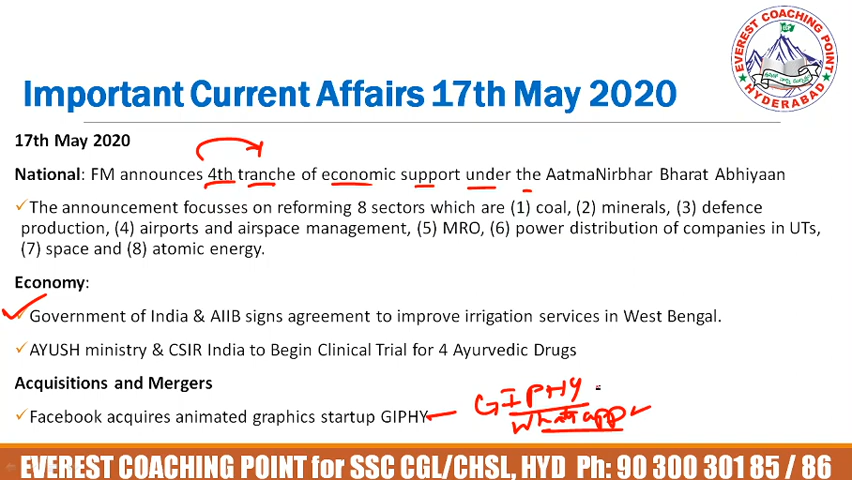 EVEREST COACHING POINT
HYDERABAD
Important Current Affairs 17th May 2020
17th May 2020
National: FM announces 4th tranche of economic support under the AatmaNirbhar Bharat Abhiyaan
✓The announcement focusses on reforming 8 sectors which are (1) coal, (2) minerals, (3) defence
production, (4) airports and airspace management, (5) MRO, (6) power distribution of companies in UTs,
(7) space and (8) atomic energy.
Economy:
✓Government of India & AIIB signs agreement to improve irrigation services in West Bengal.
✓AYUSH ministry & CSIR India to Begin Clinical Trial for 4 Ayurvedic Drugs
Acquisitions and Mergers
✓Facebook acquires animated graphics startup GIPHY
GIPHY
Whatsapp
EVEREST COACHING POINT for SSC CGL/CHSL, HYD Ph: 90 300 301 85 / 86